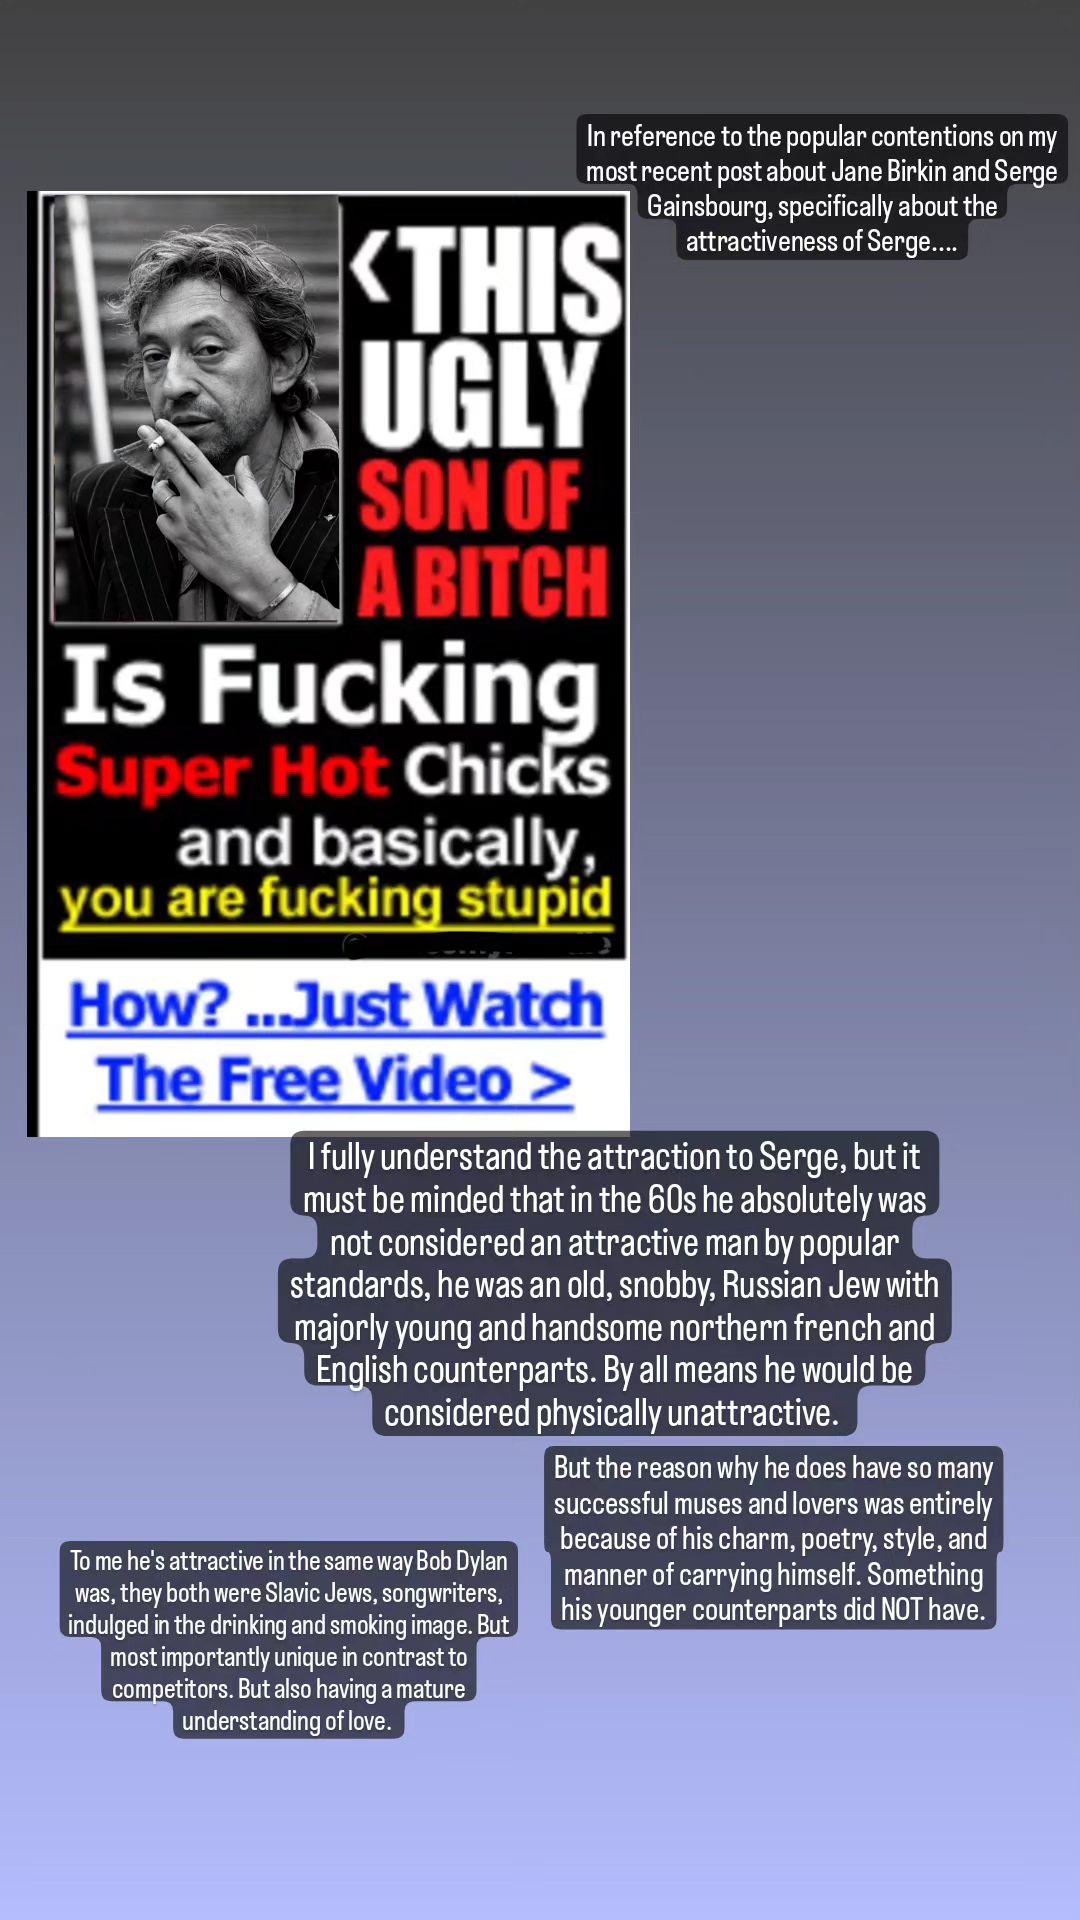 In reference to the popular contentions on my
most recent post about Jane Birkin and Serge
Gainsbourg, specifically about the
attractiveness of Serge....
<THIS
UGLY
SON OF
A BITCH
Is Fucking
Super Hot Chicks
and basically,
you are fucking stupid
How? ...Just Watch
The Free Video >
I fully understand the attraction to Serge, but it
must be minded that in the 60s he absolutely was
not considered an attractive man by popular
standards, he was an old, snobby, Russian Jew with
majorly young and handsome northern french and
English counterparts. By all means he would be
considered physically unattractive.
But the reason why he does have so many
successful muses and lovers was entirely
because of his charm, poetry, style, and
manner of carrying himself. Something
his younger counterparts did NOT have.
To me he's attractive in the same way Bob Dylan
was, they both were Slavic Jews, songwriters,
indulged in the drinking and smoking image. But
most importantly unique in contrast to
competitors. But also having a mature
understanding of love.